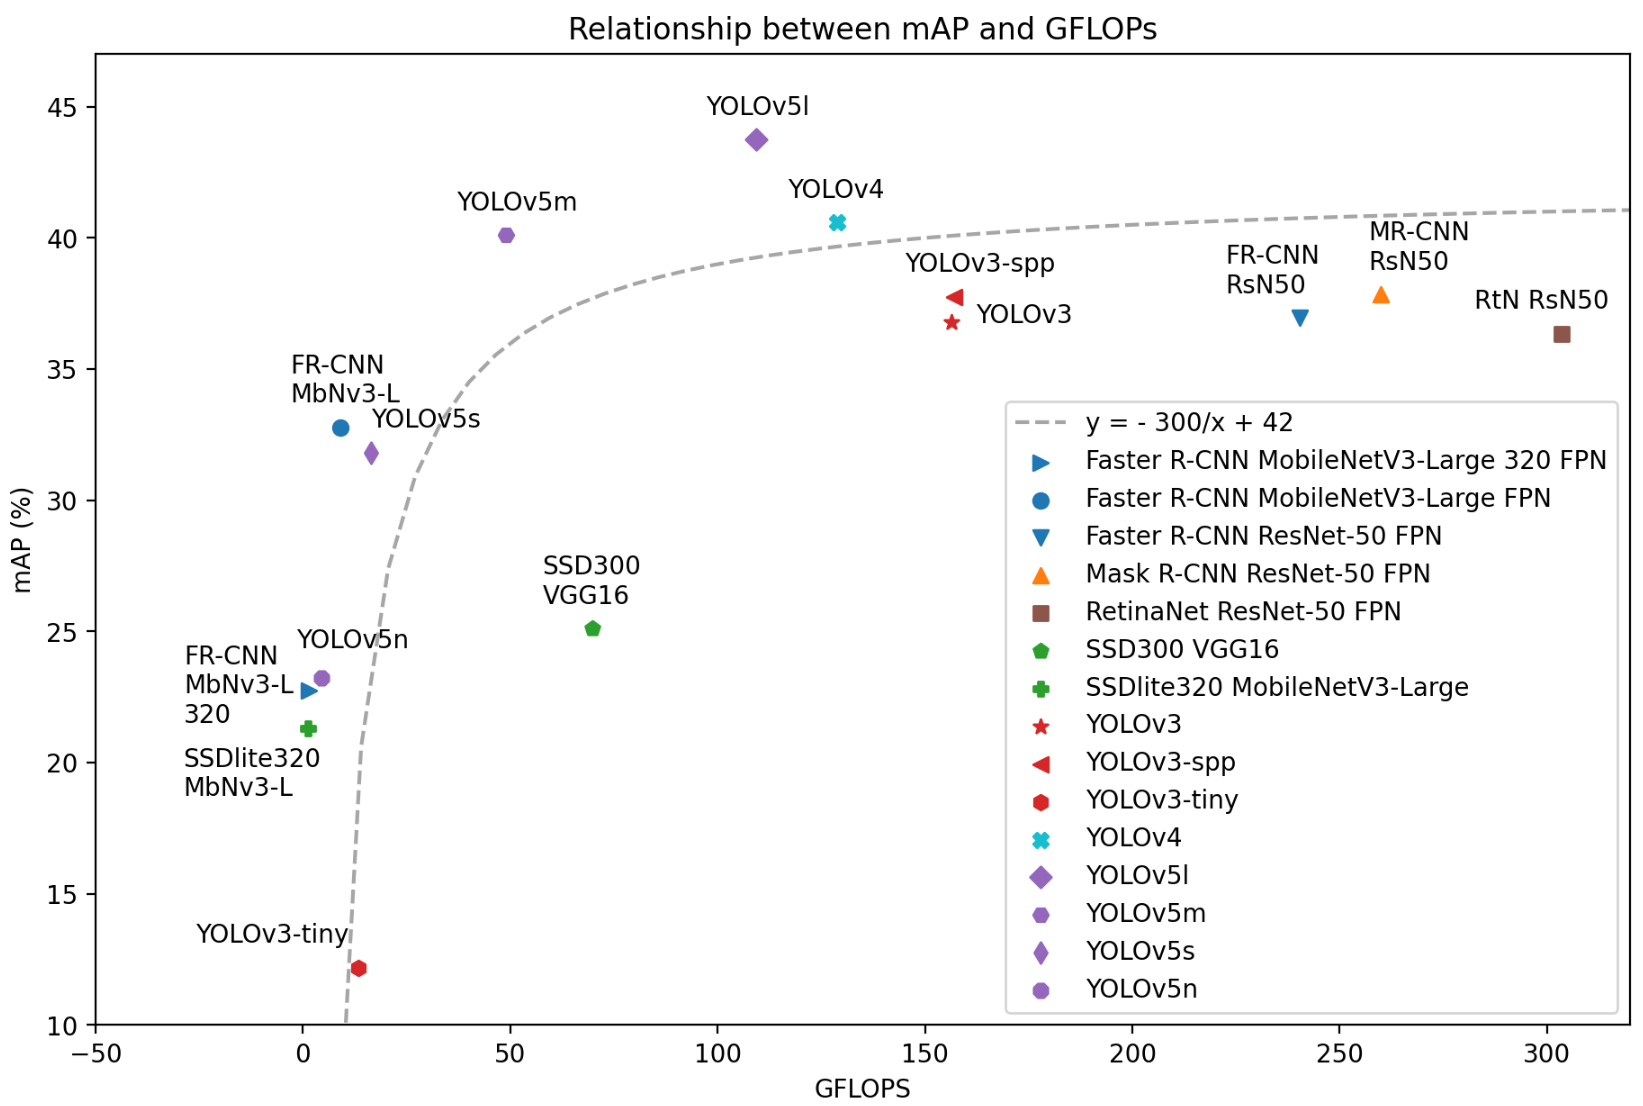 Relationship between mAP and GFLOPs
mAP (%)
45
40
35
30
25
20
15
10
YOLOv5l
YOLOv4
YOLOv5m
YOLOv3-spp
YOLOv3
FR-CNN
RsN50
MR-CNN
RsN50
RtN RsN50
FR-CNN
MbNv3-L
YOLOv5s
SSD300
VGG16
YOLOv5n
FR-CNN
MbNv3-L
320
SSDlite320
MbNv3-L
YOLOv3-tiny
y = - 300/x + 42
Faster R-CNN MobileNetV3-Large 320 FPN
Faster R-CNN MobileNetV3-Large FPN
Faster R-CNN ResNet-50 FPN
Mask R-CNN ResNet-50 FPN
RetinaNet ResNet-50 FPN
SSD300 VGG16
SSDlite320 MobileNetV3-Large
YOLOv3
YOLOv3-spp
YOLOv3-tiny
YOLOv4
YOLOv5l
YOLOv5m
YOLOv5s
YOLOv5n
−50 0 50 100 150 200 250 300
GFLOPS